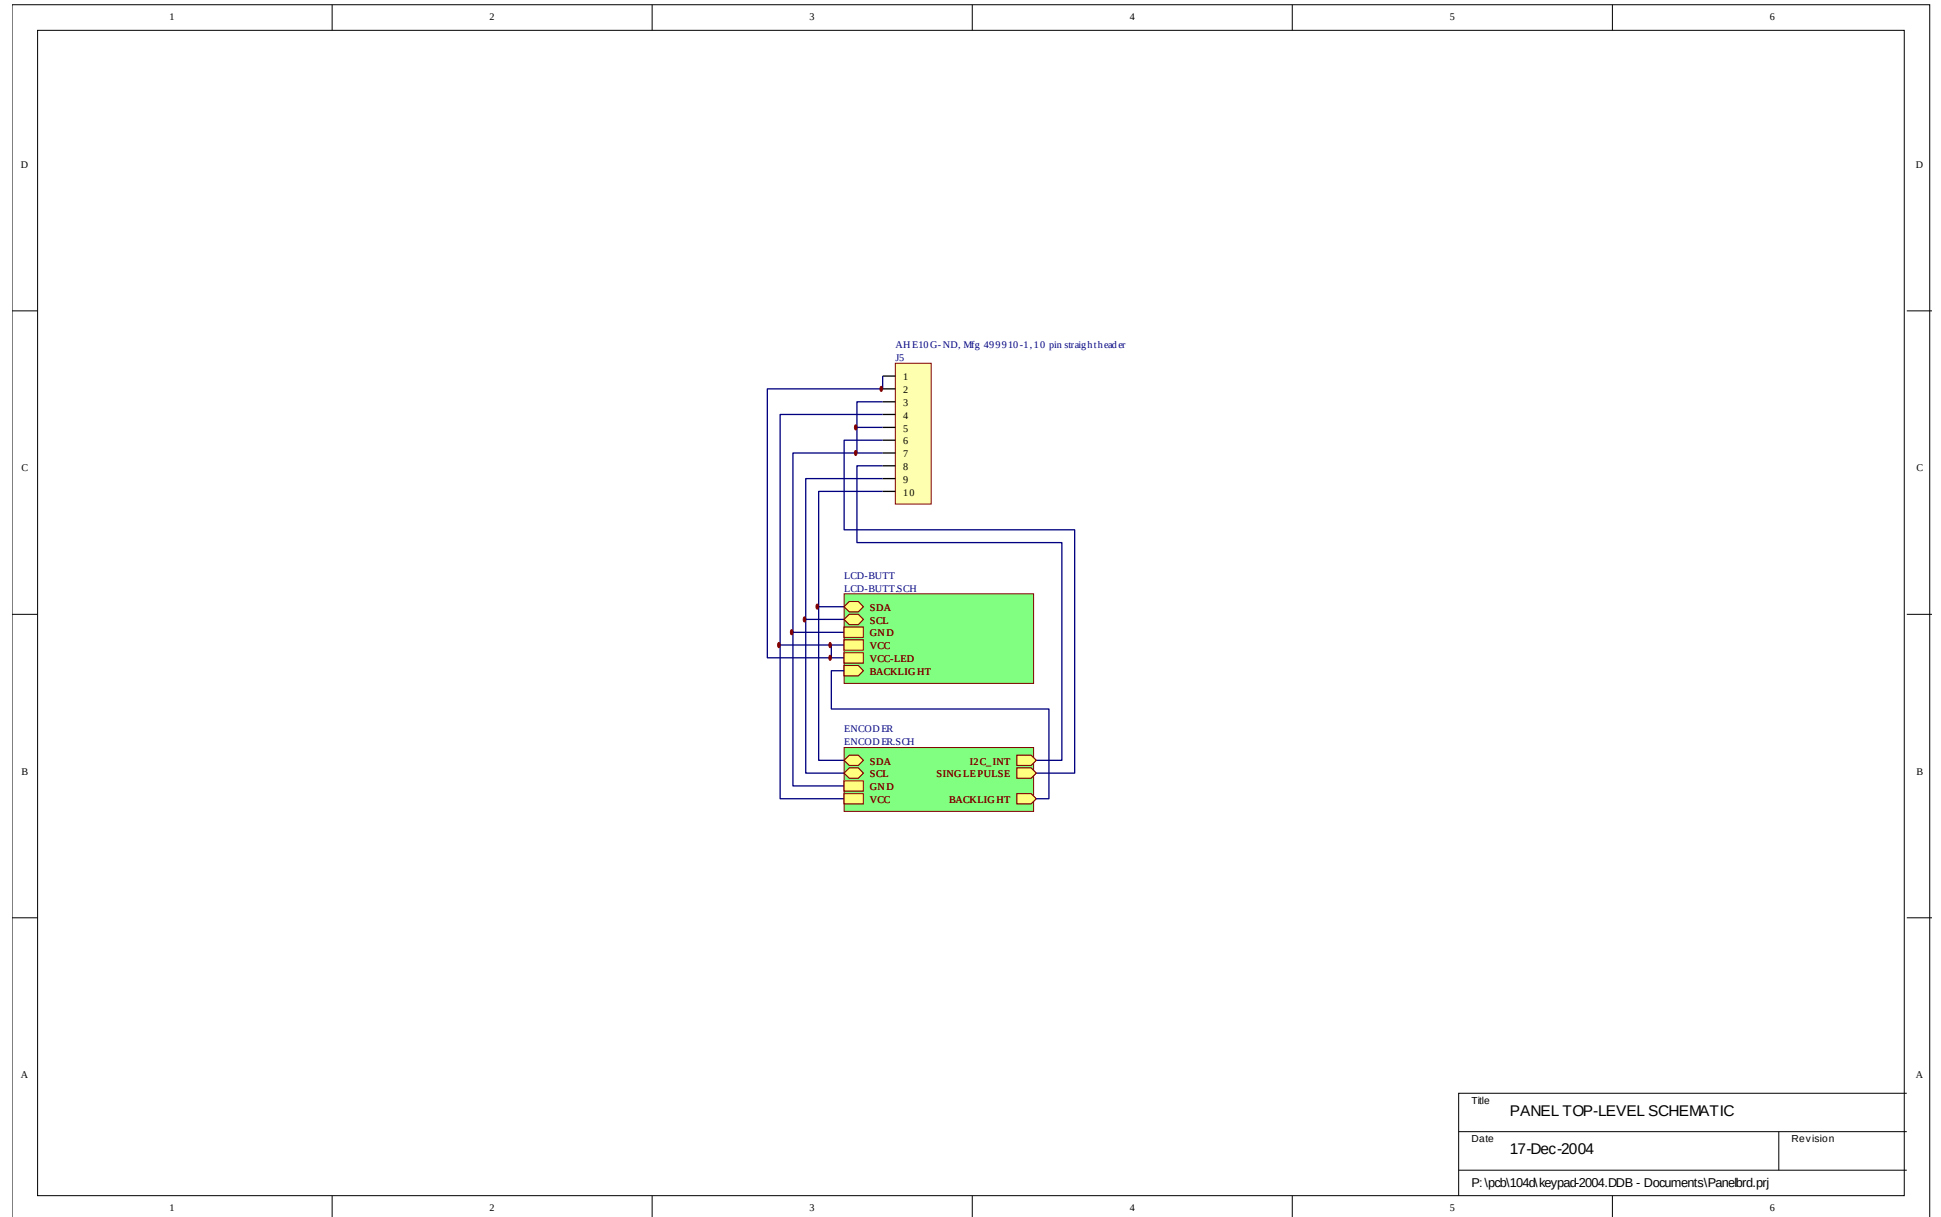 1 2 3 4 5 6
D D
AHE10G-ND, Mfg 499910-1, 10 pin straight header
J5
1
2
3
4
5
6
7
8
9
10
C C
LCD-BUTT
LCD-BUTT.SCH
SDA
SCL
GND
VCC
VCC-LED
BACKLIGHT
ENCODER
ENCODER.SCH
SDA I2C_INT
SCL SINGLEPULSE
GND
VCC BACKLIGHT
B B
A A
Title PANEL TOP-LEVEL SCHEMATIC
Date 17-Dec-2004 Revision
P:\pcb\104d\keypad-2004.DDB - Documents\Panelbrd.prj
1 2 3 4 5 6